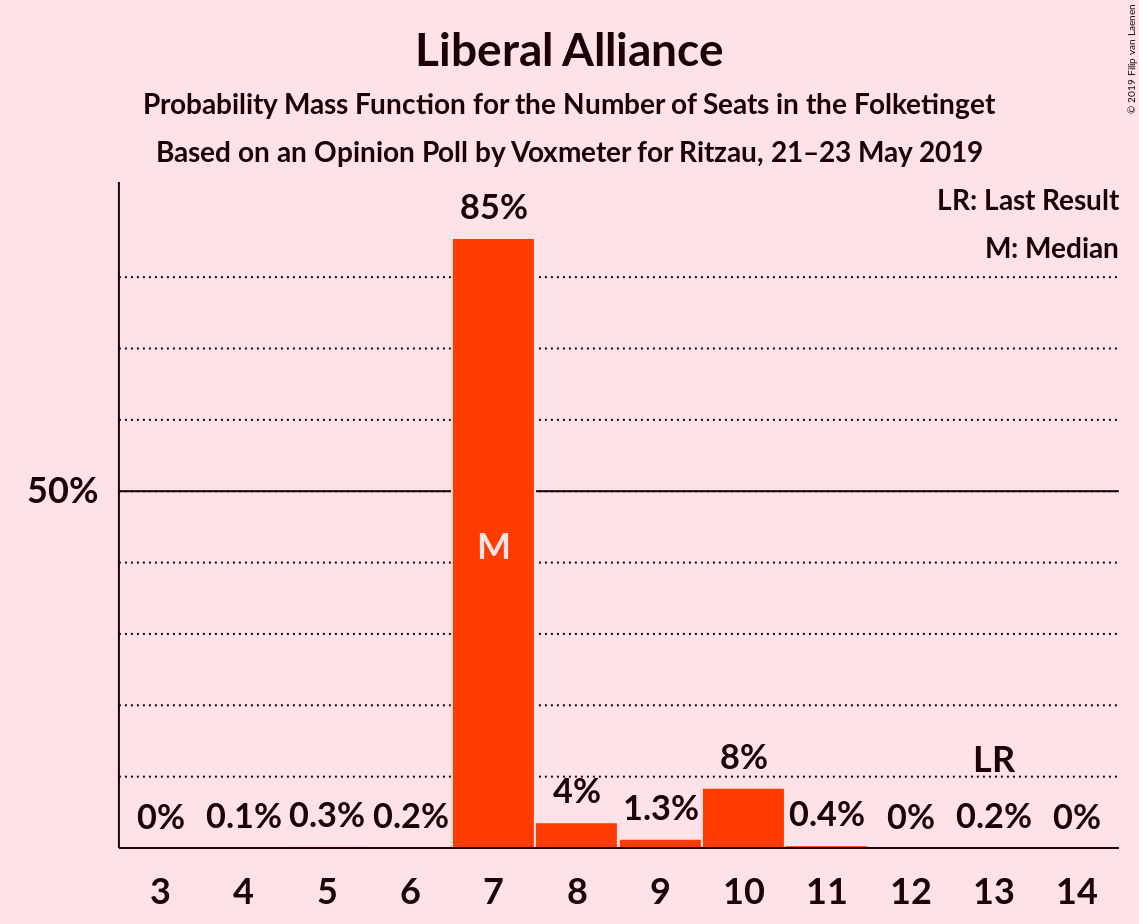 Liberal Alliance
Probability Mass Function for the Number of Seats in the Folketinget
Based on an Opinion Poll by Voxmeter for Ritzau, 21–23 May 2019
© 2019 Filip van Laenen
LR: Last Result
M: Median
85%
50%
M
0% 0.1% 0.3% 0.2% 4% 1.3% 8% 0.4% 0% LR 0.2% 0%
3 4 5 6 7 8 9 10 11 12 13 14